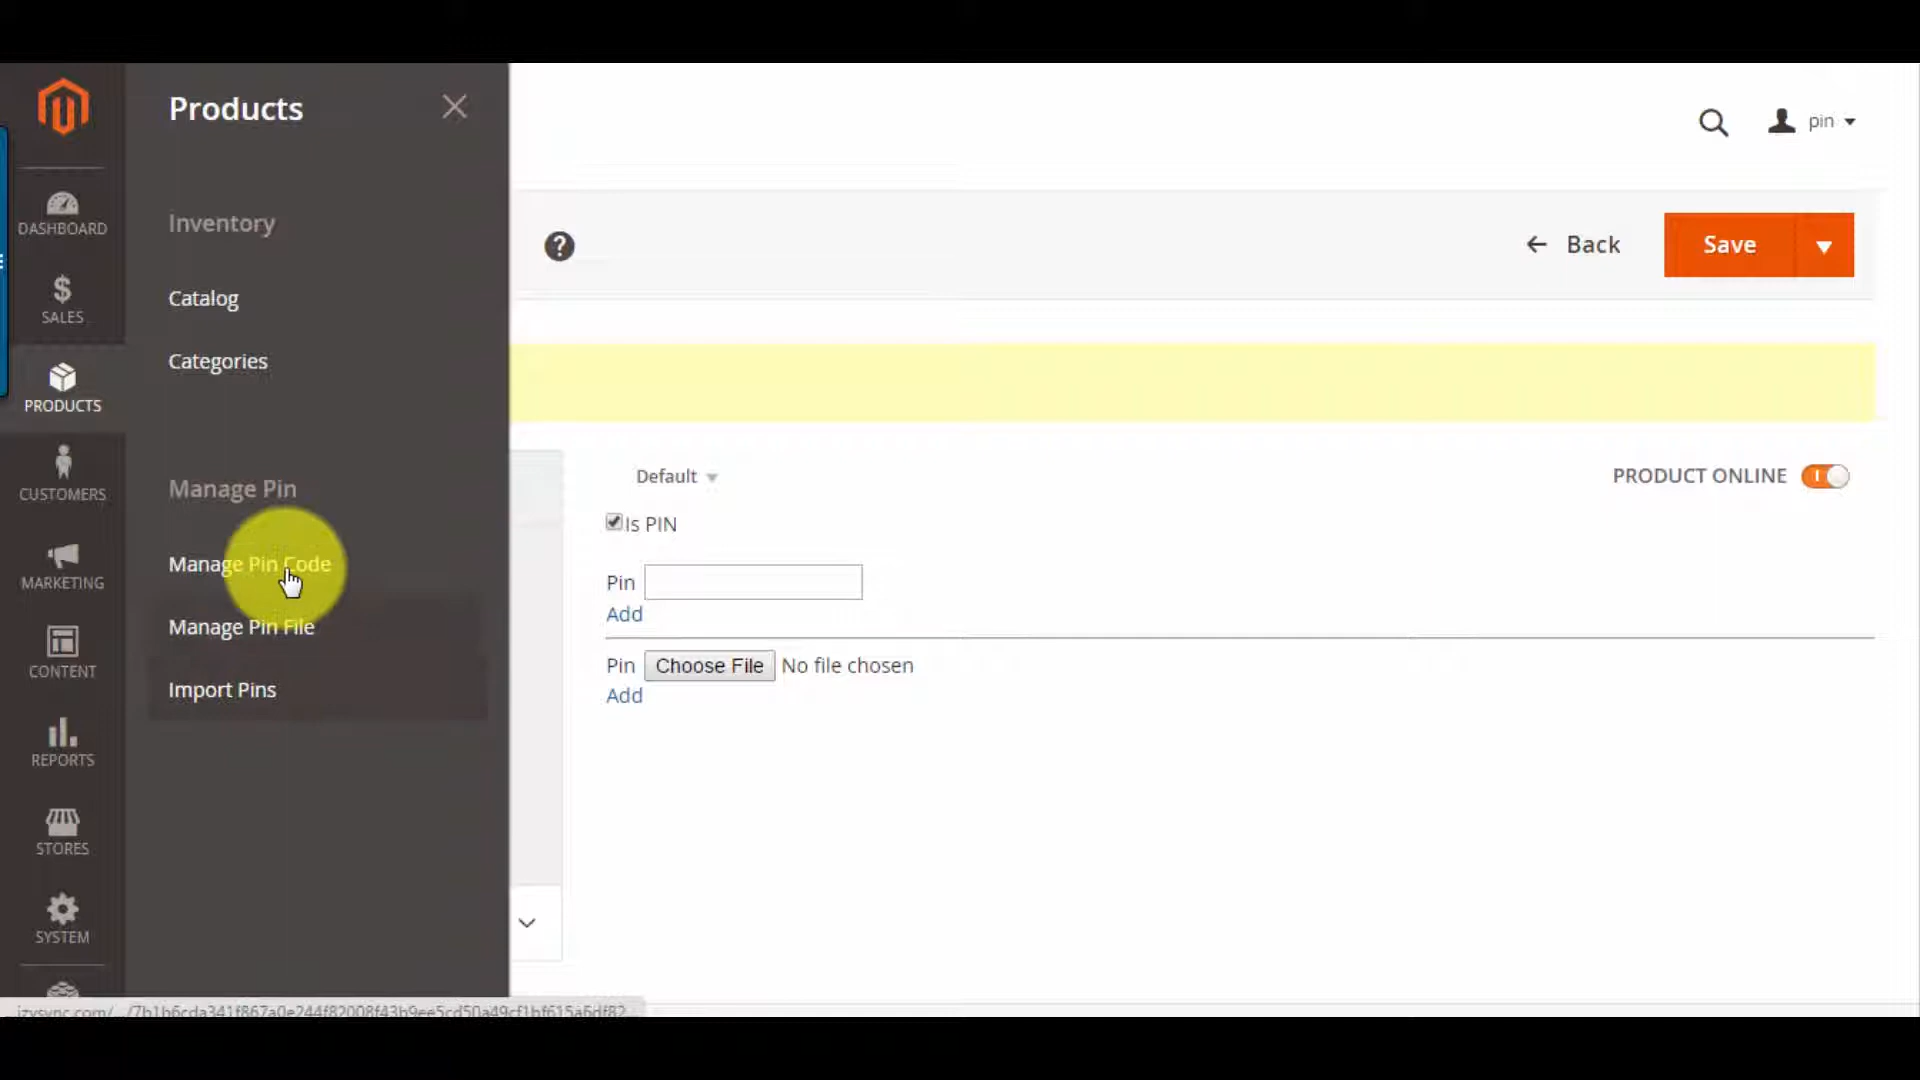 Products
pin
DASHBOARD
Inventory
Back
Save
Catalog
SALES
Categories
PRODUCTS
Default
PRODUCT ONLINE
Manage Pin
CUSTOMERS
Is PIN
Manage Pin Code
MARKETING
Pin
Add
Manage Pin File
CONTENT
Pin Choose File No file chosen
Import Pins
Add
REPORTS
STORES
SYSTEM